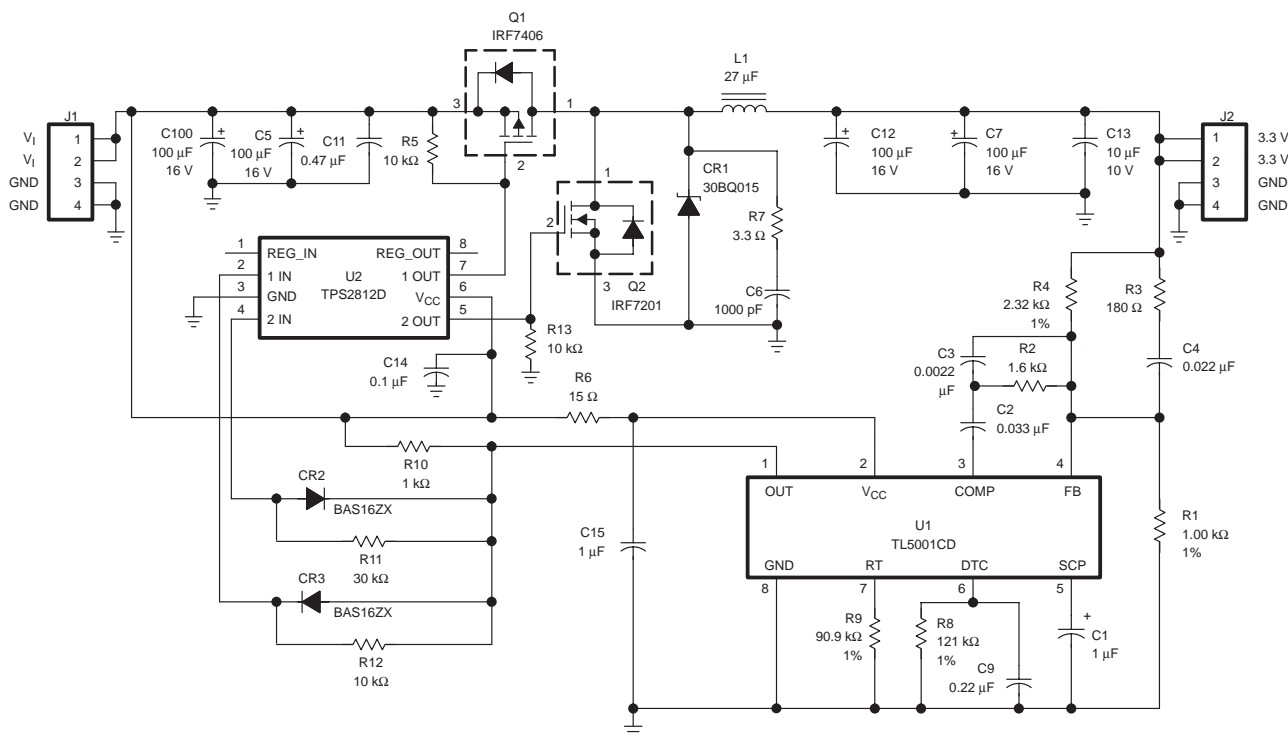 Q1
IRF7406
L1
27 μF
3
1
2
J1
V_I
V_I
GND
GND
1
2
3
4
C100
100 μF
16 V
+
C5
100 μF
16 V
+
C11
0.47 μF
R5
10 kΩ
C12
100 μF
16 V
+
C7
100 μF
16 V
+
C13
10 μF
10 V
J2
1
2
3
4
3.3 V
3.3 V
GND
GND
1
2
3
Q2
IRF7201
CR1
30BQ015
R7
3.3 Ω
C6
1000 pF
1
2
3
4
REG_IN
1 IN
GND
2 IN
U2
TPS2812D
REG_OUT
1 OUT
V_CC
2 OUT
8
7
6
5
R13
10 kΩ
C14
0.1 μF
R6
15 Ω
R4
2.32 kΩ
1%
R3
180 Ω
C3
0.0022
μF
R2
1.6 kΩ
C4
0.022 μF
C2
0.033 μF
R10
1 kΩ
CR2
BAS16ZX
R11
30 kΩ
CR3
BAS16ZX
R12
10 kΩ
C15
1 μF
1
2
3
4
OUT
V_CC
COMP
FB
U1
TL5001CD
GND
RT
DTC
SCP
8
7
6
5
R1
1.00 kΩ
1%
R9
90.9 kΩ
1%
R8
121 kΩ
1%
C9
0.22 μF
+
C1
1 μF